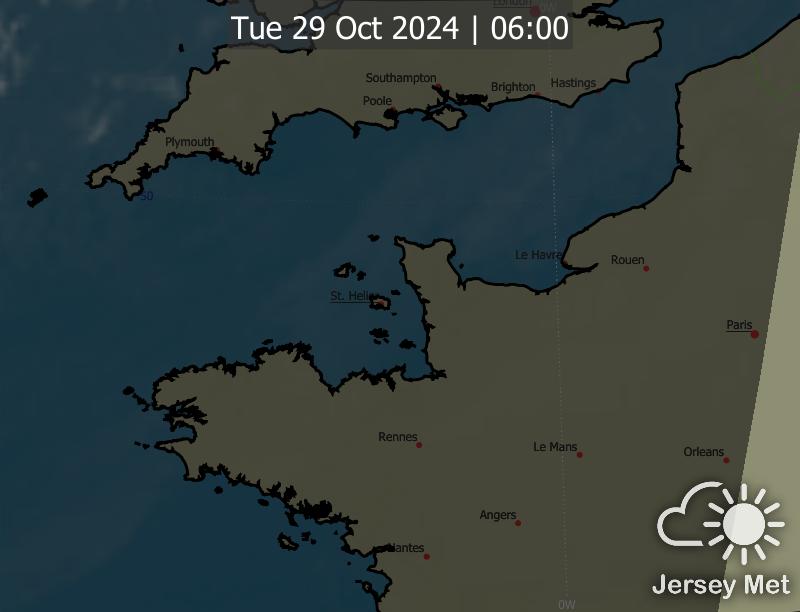 London
0W
Tue 29 Oct 2024 | 06:00
Southampton
Brighton
Hastings
Poole
Plymouth
50
Le Havre
Rouen
St. Helier
Paris
Rennes
Le Mans
Orleans
Angers
Nantes
Jersey Met
0W